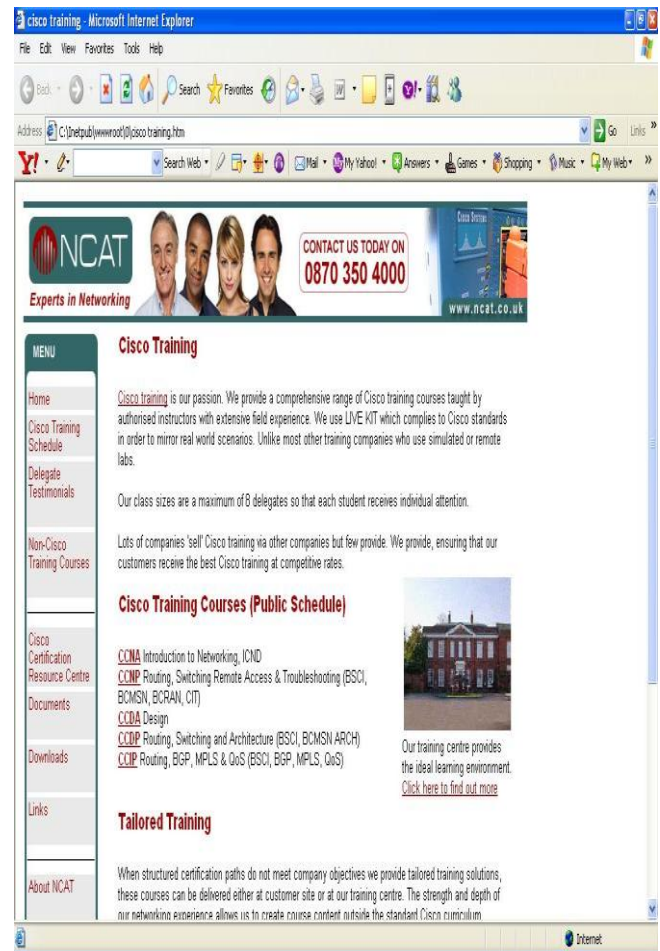 cisco training - Microsoft Internet Explorer
File Edit View Favorites Tools Help
Back Search Favorites
Address C:\Inetpub\wwwroot\0\cisco training.htm Go Links »
Y! Search Web Mail My Yahoo! Answers Games Shopping Music My Web »
NCAT
Experts in Networking
CONTACT US TODAY ON
0870 350 4000
CISCO SYSTEMS
www.ncat.co.uk
MENU
Home
Cisco Training
Schedule
Delegate
Testimonials
Non-Cisco
Training Courses
Cisco
Certification
Resource Centre
Documents
Downloads
Links
About NCAT
Cisco Training
Cisco training is our passion. We provide a comprehensive range of Cisco training courses taught by
authorised instructors with extensive field experience. We use LIVE KIT which complies to Cisco standards
in order to mirror real world scenarios. Unlike most other training companies who use simulated or remote
labs.
Our class sizes are a maximum of 8 delegates so that each student receives individual attention.
Lots of companies 'sell' Cisco training via other companies but few provide. We provide, ensuring that our
customers receive the best Cisco training at competitive rates.
Cisco Training Courses (Public Schedule)
CCNA Introduction to Networking, ICND
CCNP Routing, Switching Remote Access & Troubleshooting (BSCI,
BCMSN, BCRAN, CIT)
CCDA Design
CCDP Routing, Switching and Architecture (BSCI, BCMSN ARCH)
CCIP Routing, BGP, MPLS & QoS (BSCI, BGP, MPLS, QoS)
Our training centre provides
the ideal learning environment.
Click here to find out more
Tailored Training
When structured certification paths do not meet company objectives we provide tailored training solutions,
these courses can be delivered either at customer site or at our training centre. The strength and depth of
our networking experience allows us to create course content outside the standard Cisco curriculum
Internet